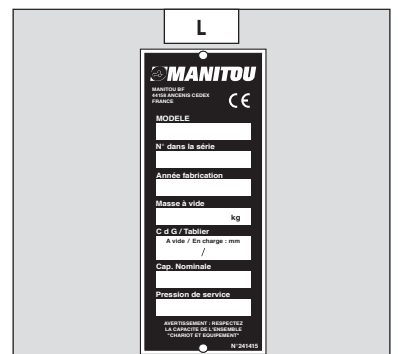 L
MANITOU
MANITOU BF
44158 ANCENIS CEDEX
FRANCE
CE
MODELE
N° dans la série
Année fabrication
Masse à vide
kg
C d G / Tablier
A vide / En charge : mm
/
Cap. Nominale
Pression de service
AVERTISSEMENT : RESPECTEZ
LA CAPACITE DE L'ENSEMBLE
"CHARIOT ET EQUIPEMENT"
N°241415